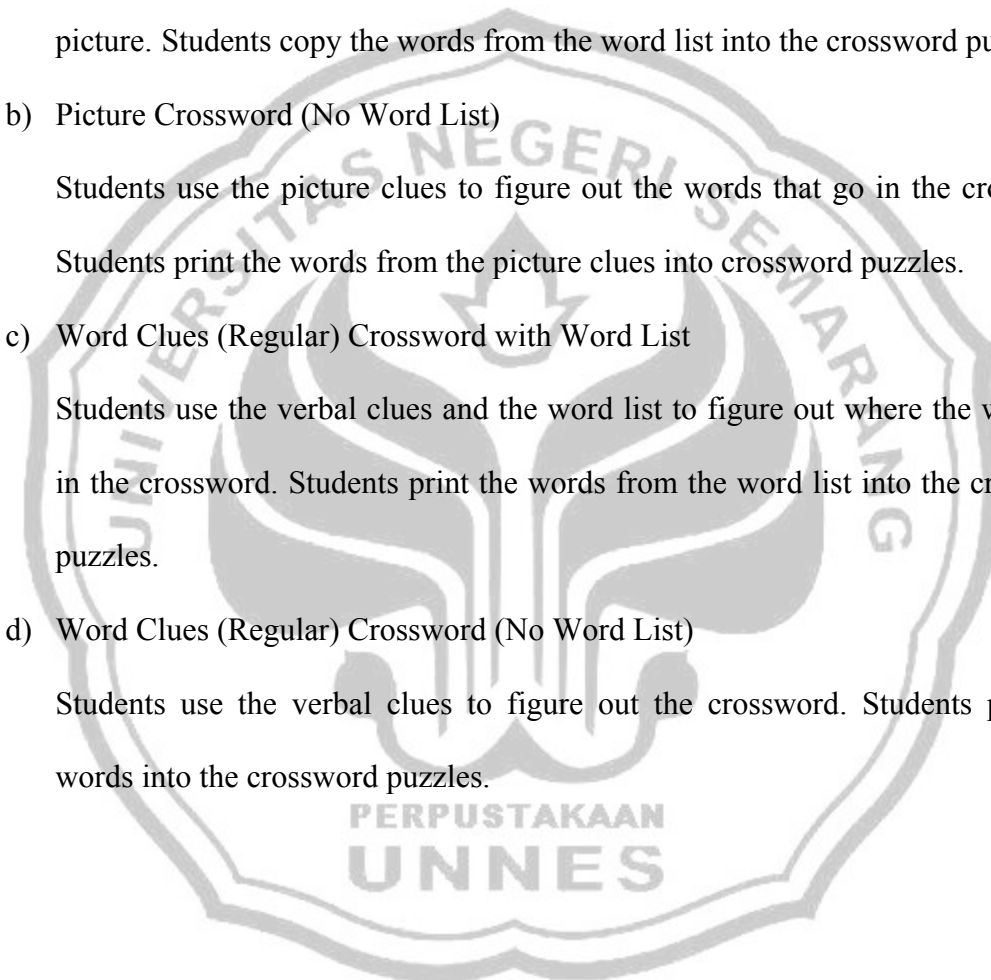 picture. Students copy the words from the word list into the crossword pu
b) Picture Crossword (No Word List)
Students use the picture clues to figure out the words that go in the cro
Students print the words from the picture clues into crossword puzzles.
c) Word Clues (Regular) Crossword with Word List
Students use the verbal clues and the word list to figure out where the w
in the crossword. Students print the words from the word list into the cr
puzzles.
d) Word Clues (Regular) Crossword (No Word List)
Students use the verbal clues to figure out the crossword. Students p
words into the crossword puzzles.
UNIVERSITAS NEGERI SEMARANG
PERPUSTAKAAN
UNNES